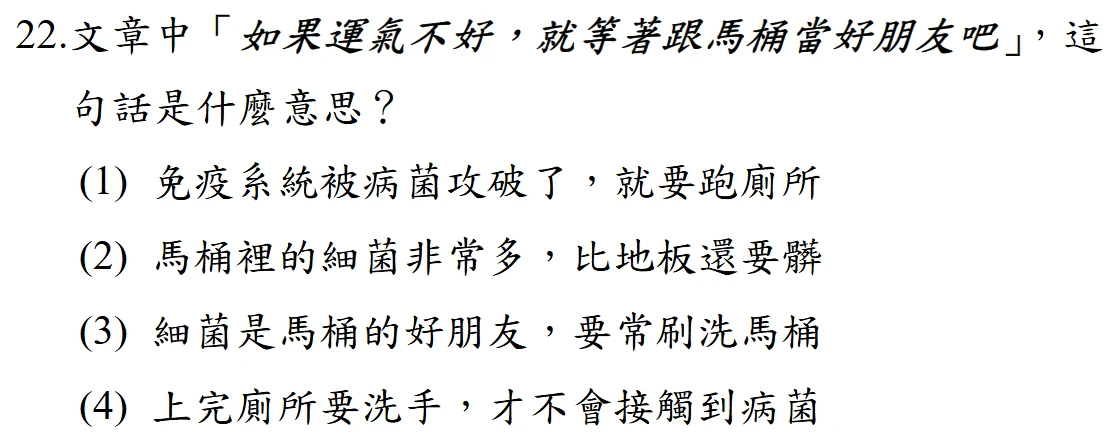 22.文章中「如果運氣不好，就等著跟馬桶當好朋友吧」，這
句話是什麼意思？
(1) 免疫系統被病菌攻破了，就要跑廁所
(2) 馬桶裡的細菌非常多，比地板還要髒
(3) 細菌是馬桶的好朋友，要常刷洗馬桶
(4) 上完廁所要洗手，才不會接觸到病菌